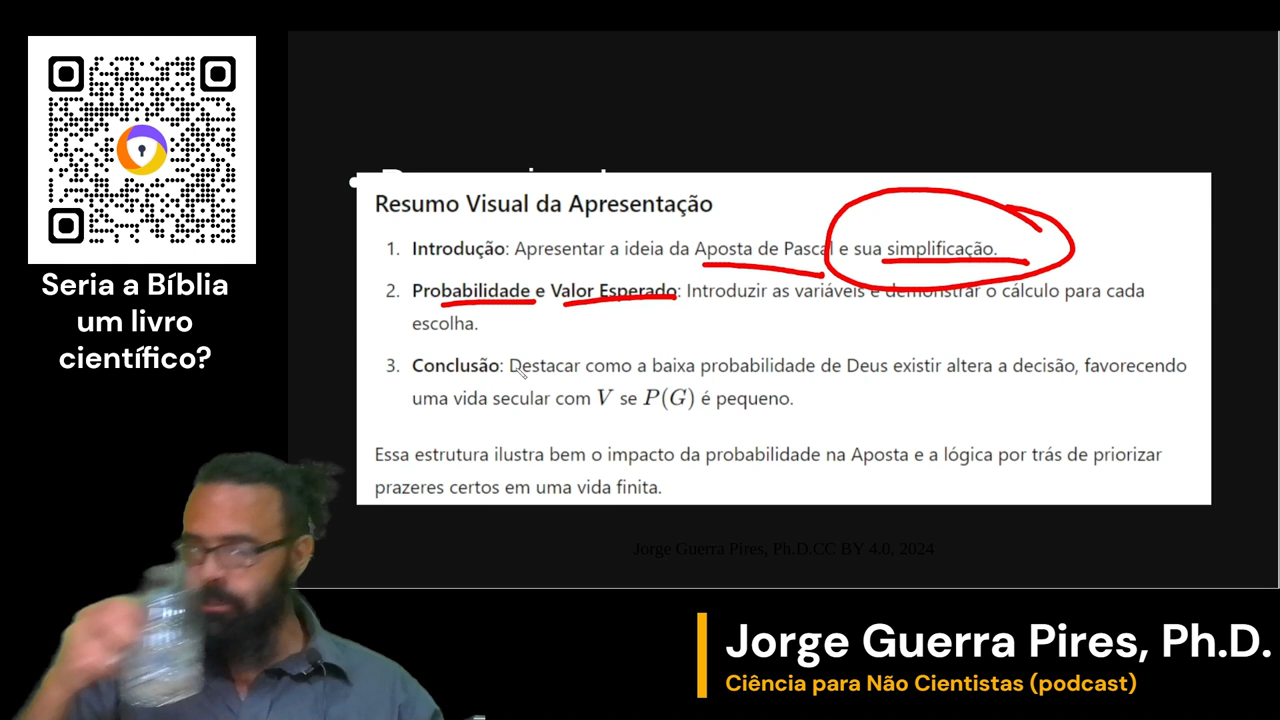 Seria a Bíblia
um livro
científico?
Resumo Visual da Apresentação
1. Introdução: Apresentar a ideia da Aposta de Pascal e sua simplificação.
2. Probabilidade e Valor Esperado: Introduzir as variáveis e demonstrar o cálculo para cada
escolha.
3. Conclusão: Destacar como a baixa probabilidade de Deus existir altera a decisão, favorecendo
uma vida secular com V se P(G) é pequeno.
Essa estrutura ilustra bem o impacto da probabilidade na Aposta e a lógica por trás de priorizar
prazeres certos em uma vida finita.
Jorge Guerra Pires, Ph.D.CC BY 4.0, 2024
Jorge Guerra Pires, Ph.D.
Ciência para Não Cientistas (podcast)